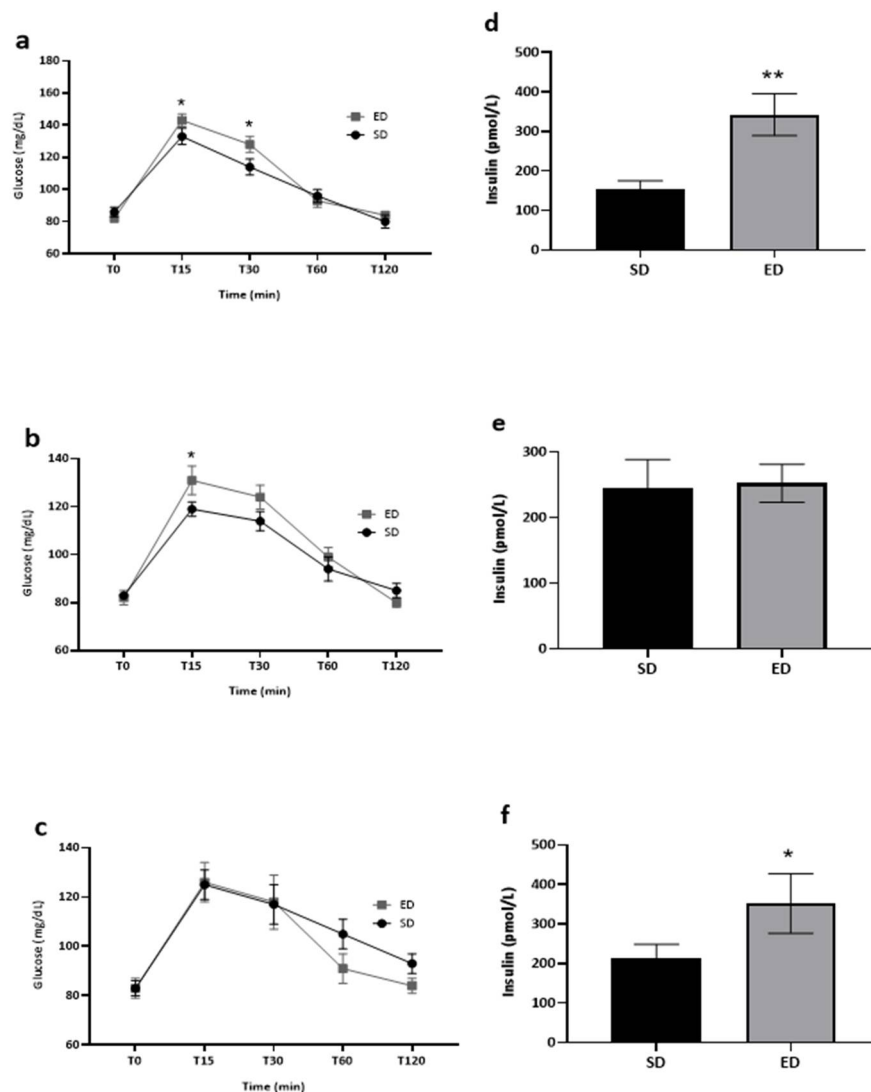 a
Glucose (mg/dL)
180
160
140
120
100
80
60
*
*
ED
SD
T0 T15 T30 T60 T120
Time (min)
d
Insulin (pmol/L)
500
400
300
200
100
0
**
SD ED
b
Glucose (mg/dL)
140
120
100
80
60
*
ED
SD
T0 T15 T30 T60 T120
Time (min)
e
Insulin (pmol/L)
300
200
100
0
SD ED
c
Glucose (mg/dL)
140
120
100
80
60
ED
SD
T0 T15 T30 T60 T120
Time (min)
f
Insulin (pmol/L)
500
400
300
200
100
0
*
SD ED